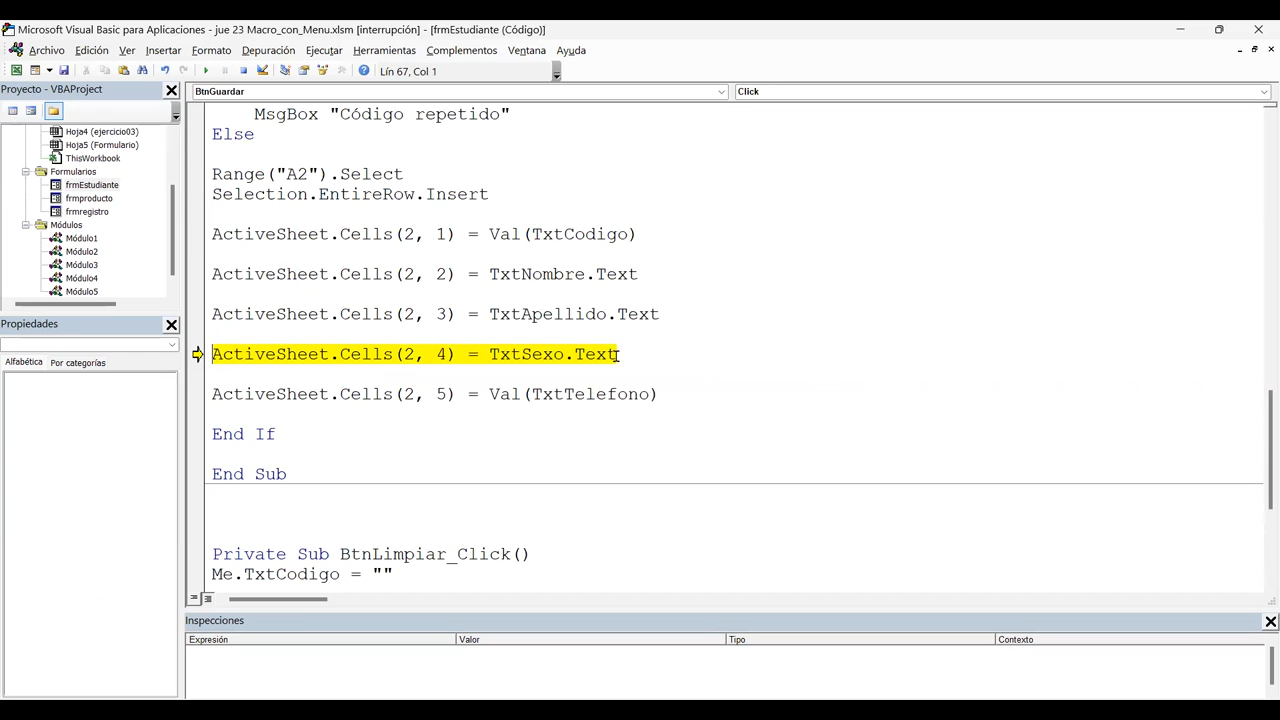 Microsoft Visual Basic para Aplicaciones - jue 23 Macro_con_Menu.xlsm [interrupción] - [frmEstudiante (Código)]
Archivo Edición Ver Insertar Formato Depuración Ejecutar Herramientas Complementos Ventana Ayuda
Lín 67, Col 1
Proyecto - VBAProject
Hoja4 (ejercicio03)
Hoja5 (Formulario)
ThisWorkbook
Formularios
frmEstudiante
frmproducto
frmregistro
Módulos
Módulo1
Módulo2
Módulo3
Módulo4
Módulo5
Propiedades
Alfabética Por categorías
BtnGuardar Click
MsgBox "Código repetido"
Else
Range("A2").Select
Selection.EntireRow.Insert
ActiveSheet.Cells(2, 1) = Val(TxtCodigo)
ActiveSheet.Cells(2, 2) = TxtNombre.Text
ActiveSheet.Cells(2, 3) = TxtApellido.Text
ActiveSheet.Cells(2, 4) = TxtSexo.Text
ActiveSheet.Cells(2, 5) = Val(TxtTelefono)
End If
End Sub
Private Sub BtnLimpiar_Click()
Me.TxtCodigo = ""
Inspecciones
Expresión Valor Tipo Contexto